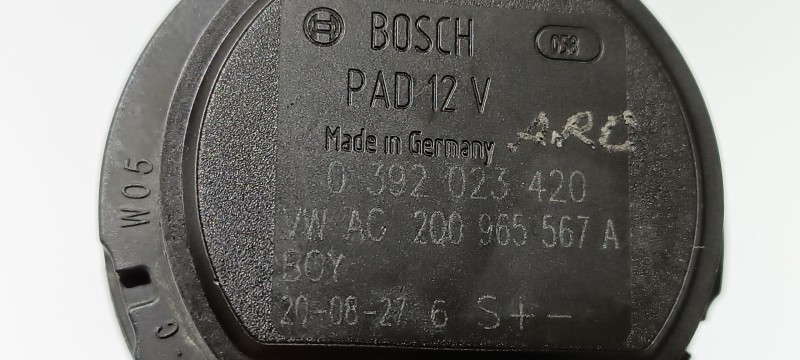 BOSCH
058
PAD 12 V
Made in Germany
A.R.C
0 392 023 420
VW AG 2Q0 965 567 A
BOY
20-08-27 6 S + -
W05